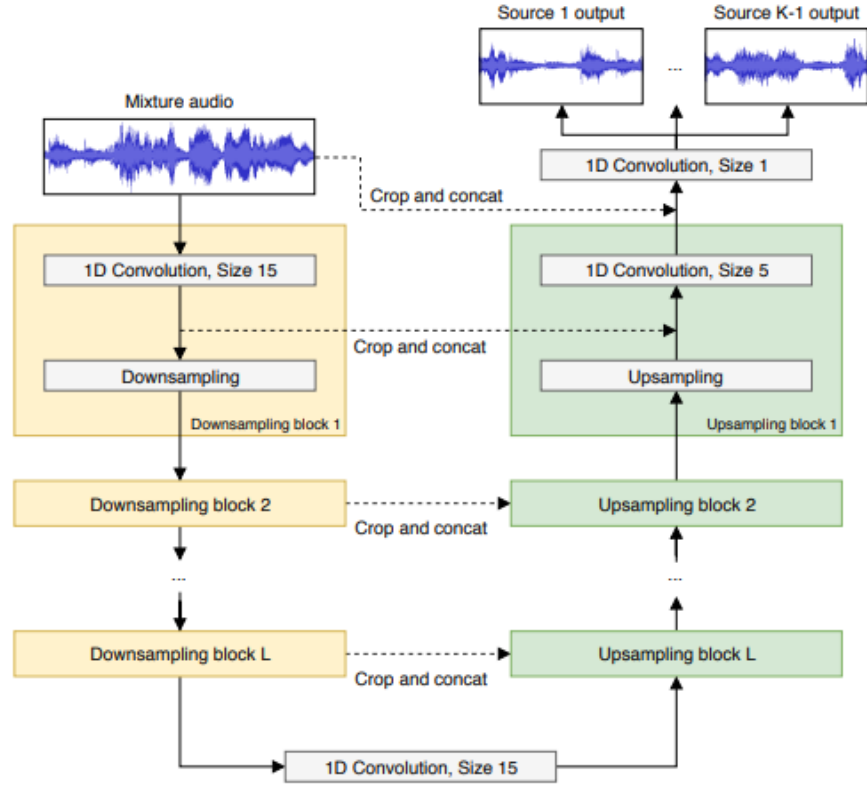 Source 1 output
Source K-1 output
...
Mixture audio
1D Convolution, Size 1
Crop and concat
1D Convolution, Size 15
1D Convolution, Size 5
Crop and concat
Downsampling
Upsampling
Downsampling block 1
Upsampling block 1
Downsampling block 2
Upsampling block 2
Crop and concat
...
...
Downsampling block L
Upsampling block L
Crop and concat
1D Convolution, Size 15